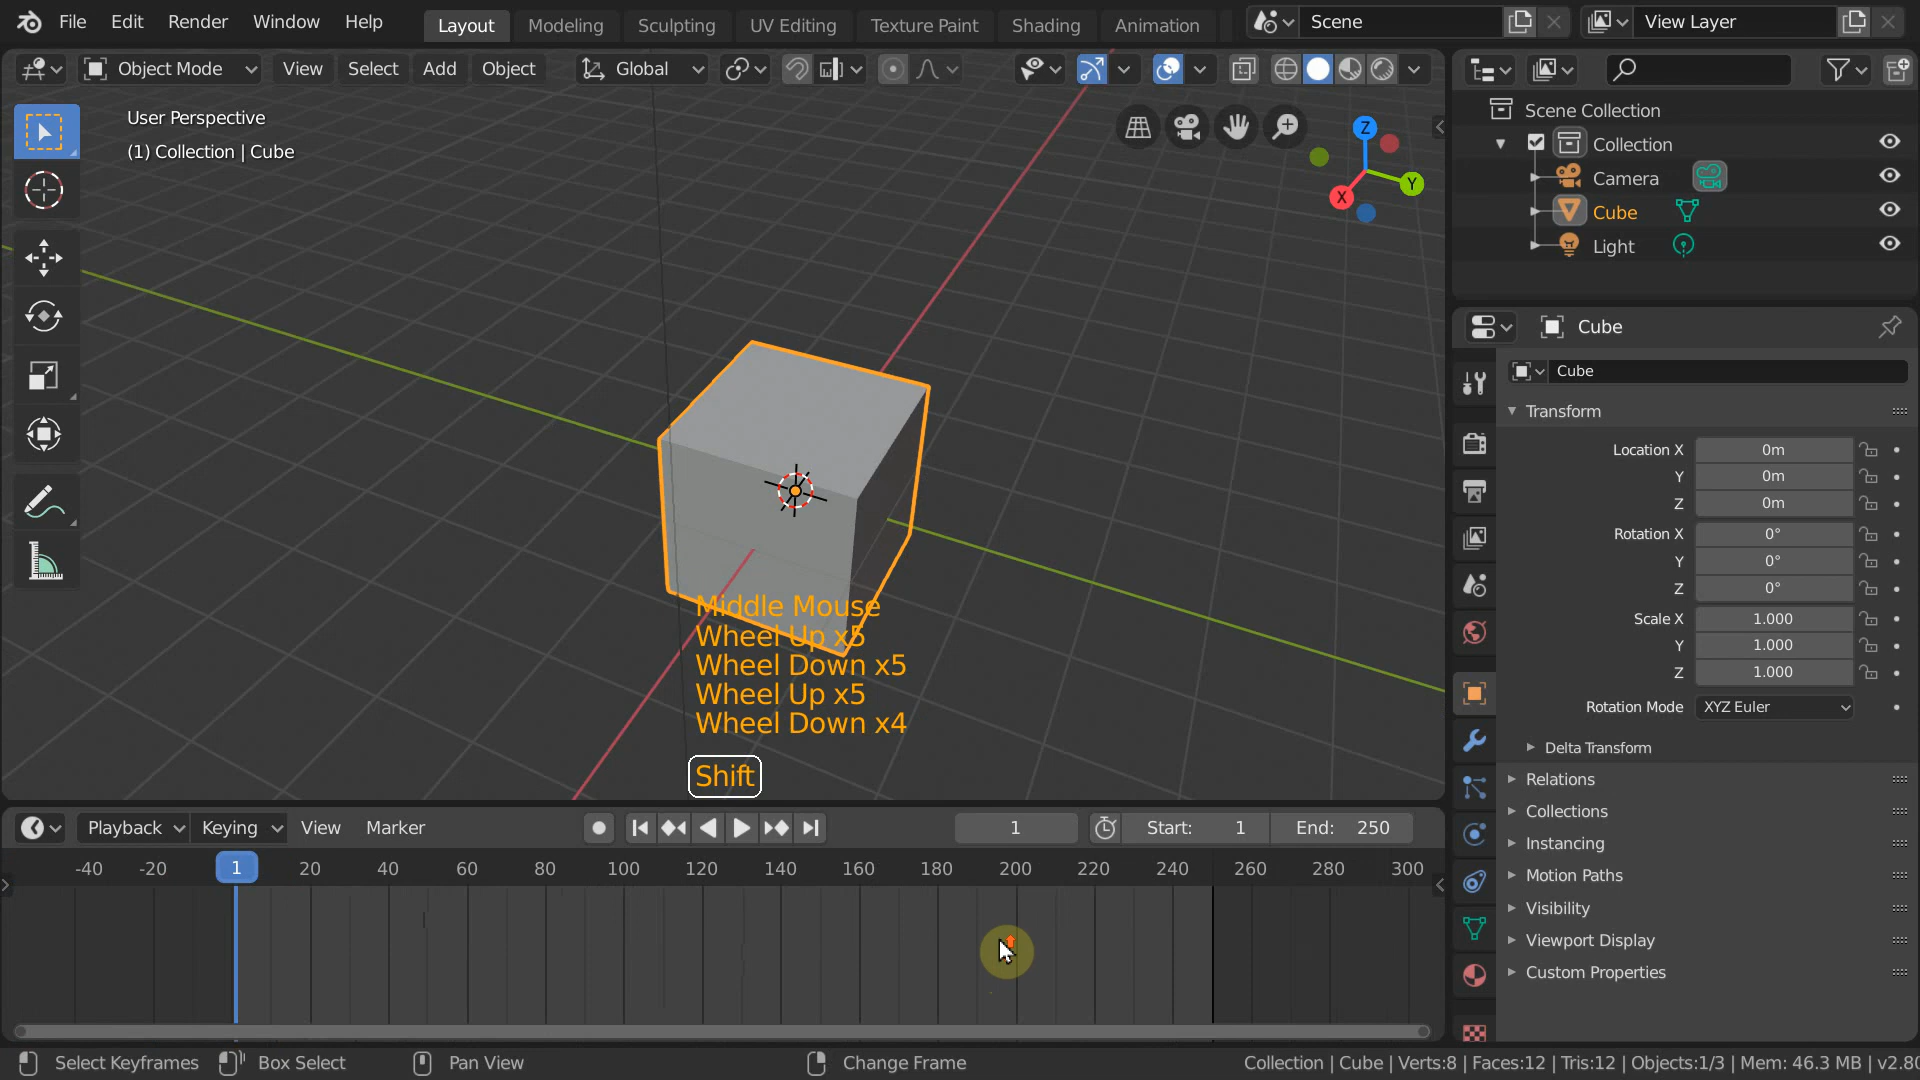 File Edit Render Window Help Layout Modeling Sculpting UV Editing Texture Paint Shading Animation Scene View Layer
Object Mode View Select Add Object Global
User Perspective
(1) Collection | Cube
Z
Y
X
Scene Collection
Collection
Camera
Cube
Light
Cube
Cube
Transform
Location X 0m
Y 0m
Z 0m
Rotation X 0°
Y 0°
Z 0°
Scale X 1.000
Y 1.000
Z 1.000
Rotation Mode XYZ Euler
Delta Transform
Relations
Collections
Instancing
Motion Paths
Visibility
Viewport Display
Custom Properties
Middle Mouse
Wheel Up x5
Wheel Down x5
Wheel Up x5
Wheel Down x4
Shift
Playback Keying View Marker 1 Start: 1 End: 250
-40 -20 1 20 40 60 80 100 120 140 160 180 200 220 240 260 280 300
Select Keyframes Box Select Pan View Change Frame Collection | Cube | Verts:8 | Faces:12 | Tris:12 | Objects:1/3 | Mem: 46.3 MB | v2.80